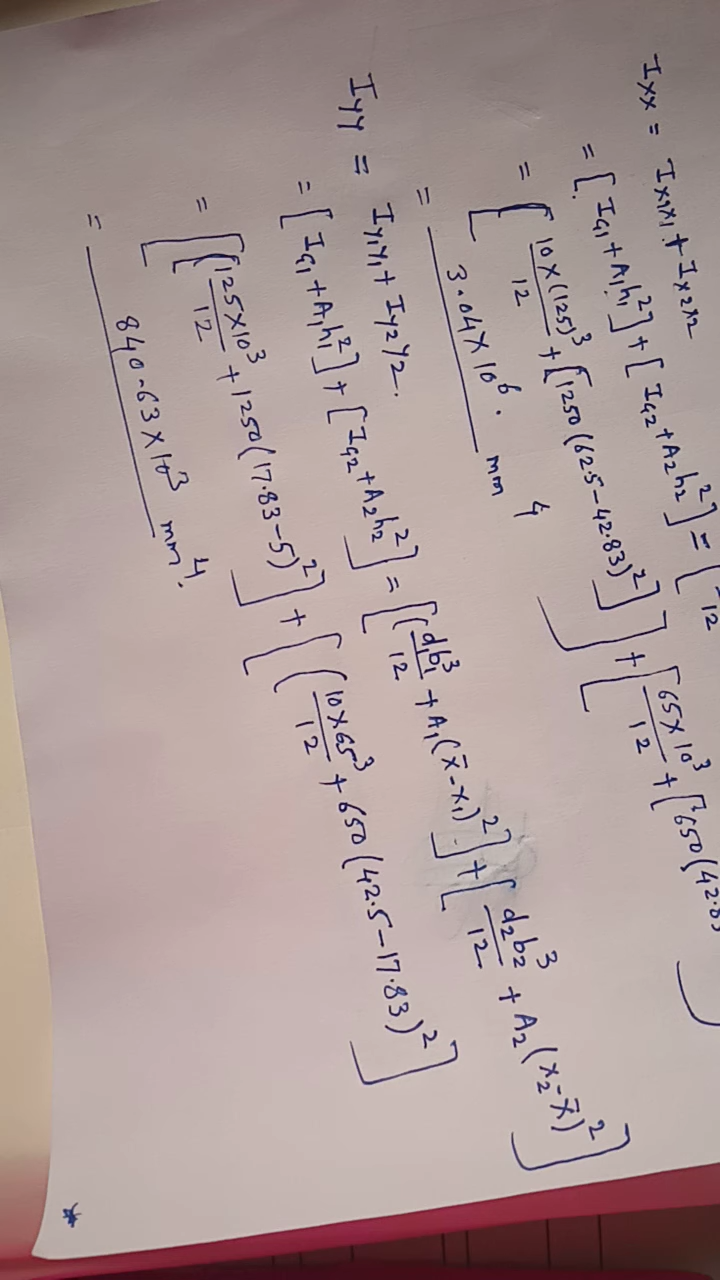 Ixx = Ix1x1 + Ix2x2
= [IG1 + A1h1²] + [IG2 + A2h2²] = [ 12
= [[10×(125)³/12 + [1250(62.5-42.83)²]] + [65×10³/12 + [650(42.83
= 3.04×10⁶. mm⁴
Iyy = Iy1y1 + Iy2y2.
= [IG1 + A1h1²] + [IG2 + A2h2²] = [(d1b1³/12 + A1(x̄-x1)²] + [d2b2³/12 + A2(x2-x̄)²]
= [[(125×10³/12 + 1250(17.83-5)²] + [(10×65³/12 + 650(42.5-17.83)²]
= 840.63×10³ mm⁴.